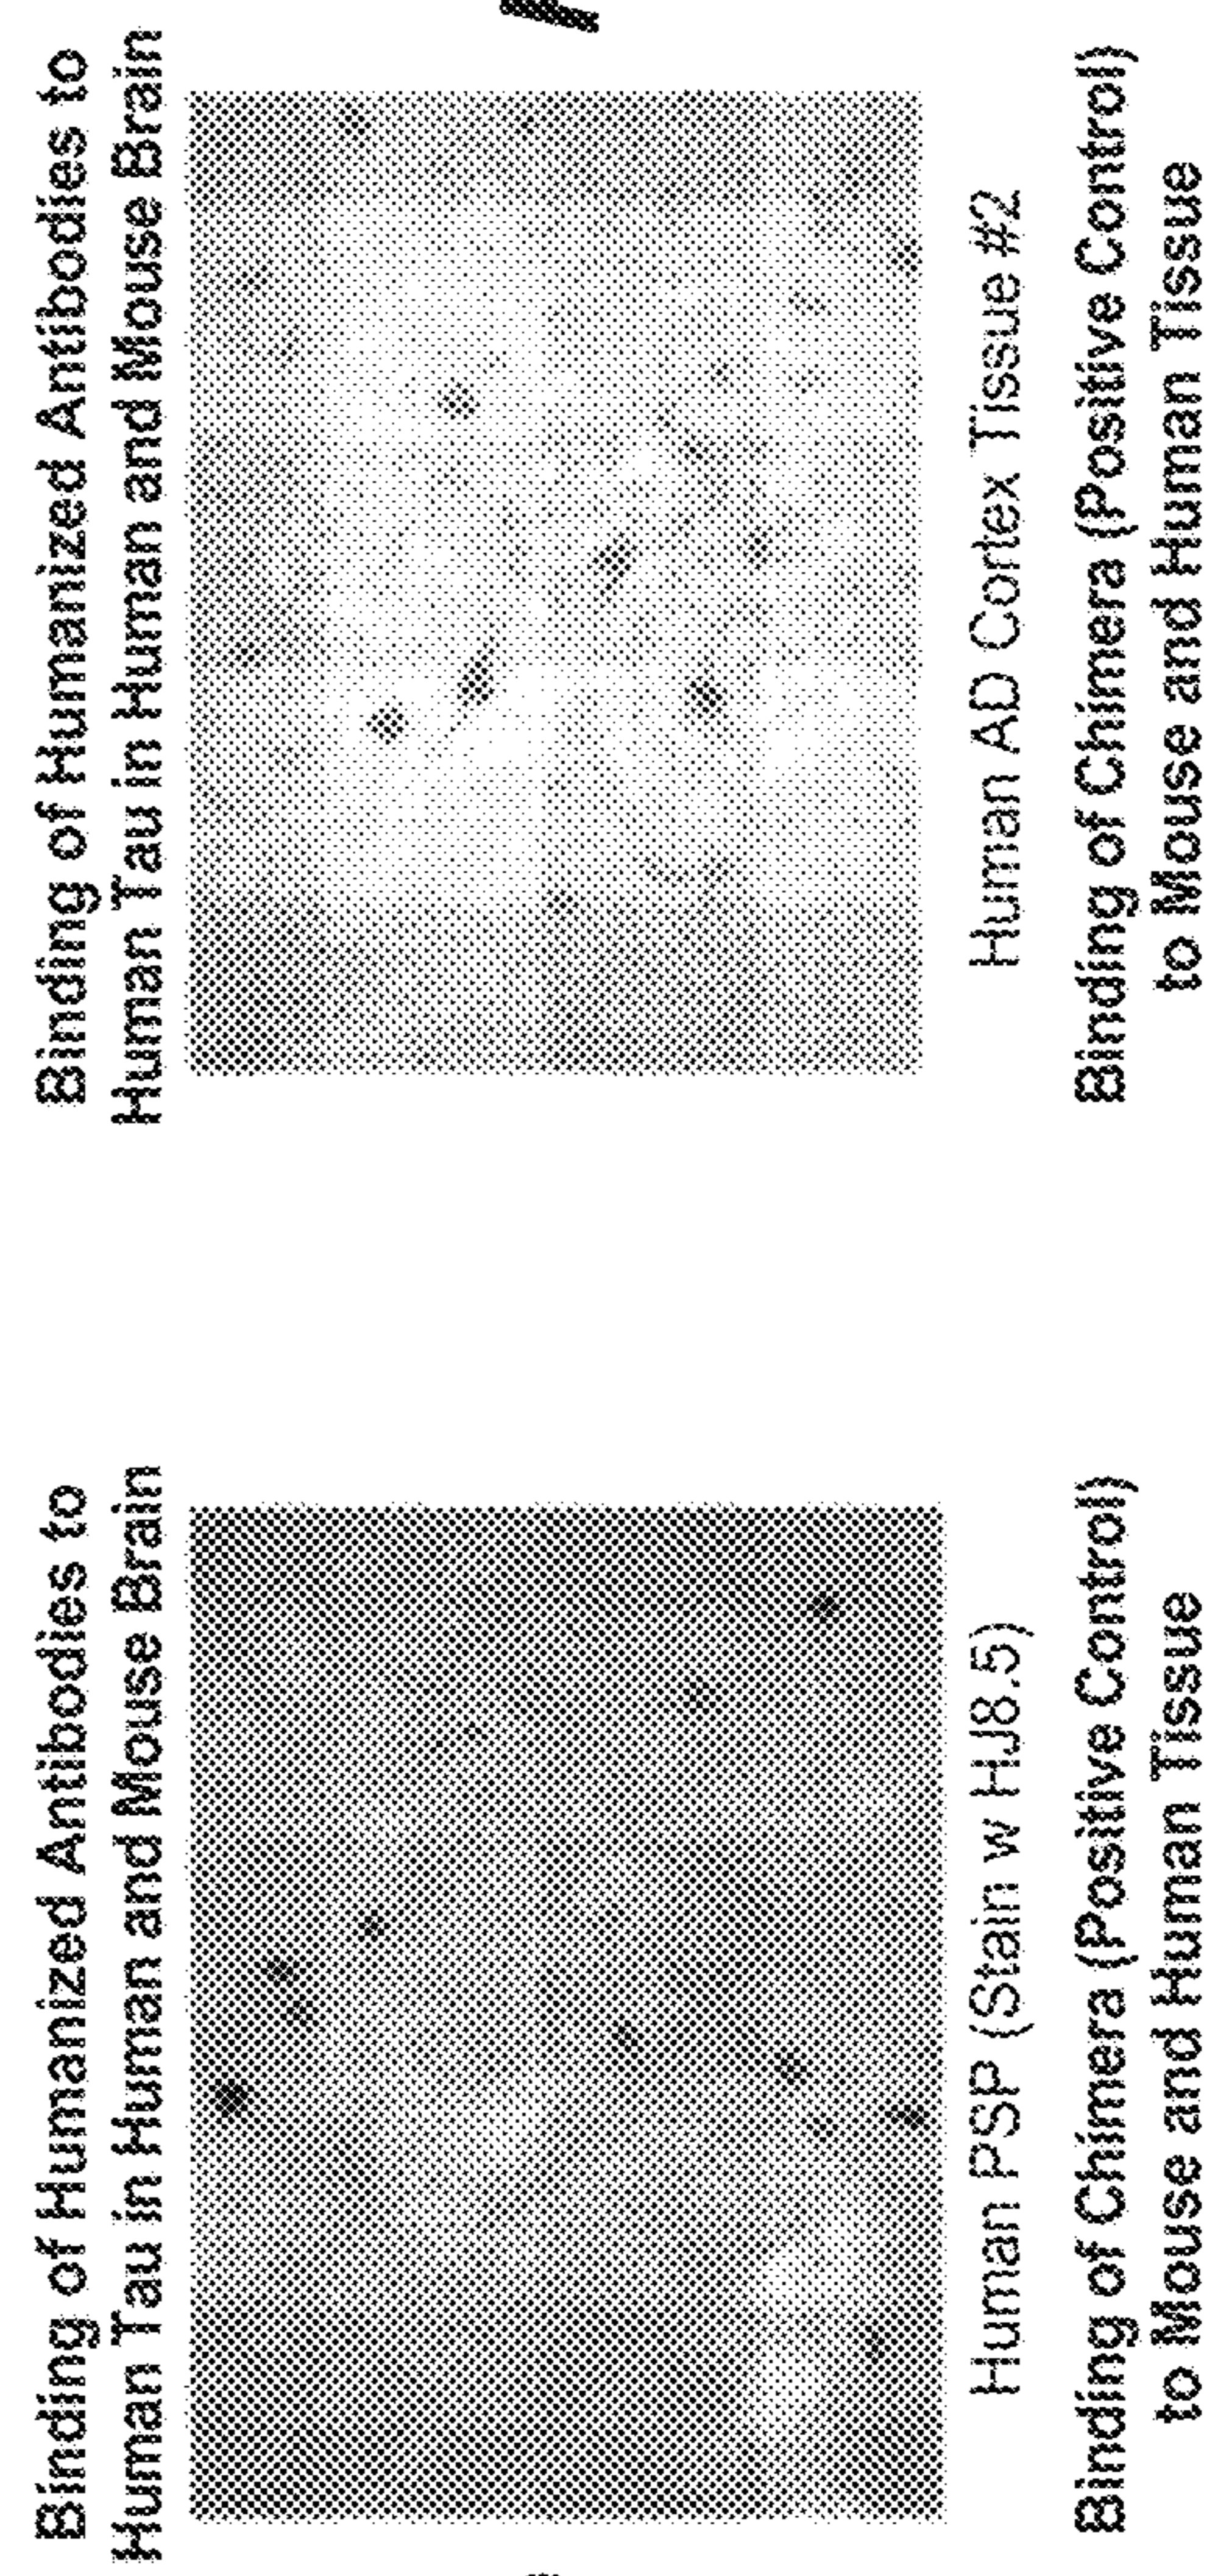 Binding of Humanized Antibodies to
Human Tau in Human and Mouse Brain
Human PSP (Stain w HJ8.5)
Binding of Chimera (Positive Control)
to Mouse and Human Tissue
Binding of Humanized Antibodies to
Human Tau in Human and Mouse Brain
Human AD Cortex Tissue #2
Binding of Chimera (Positive Control)
to Mouse and Human Tissue